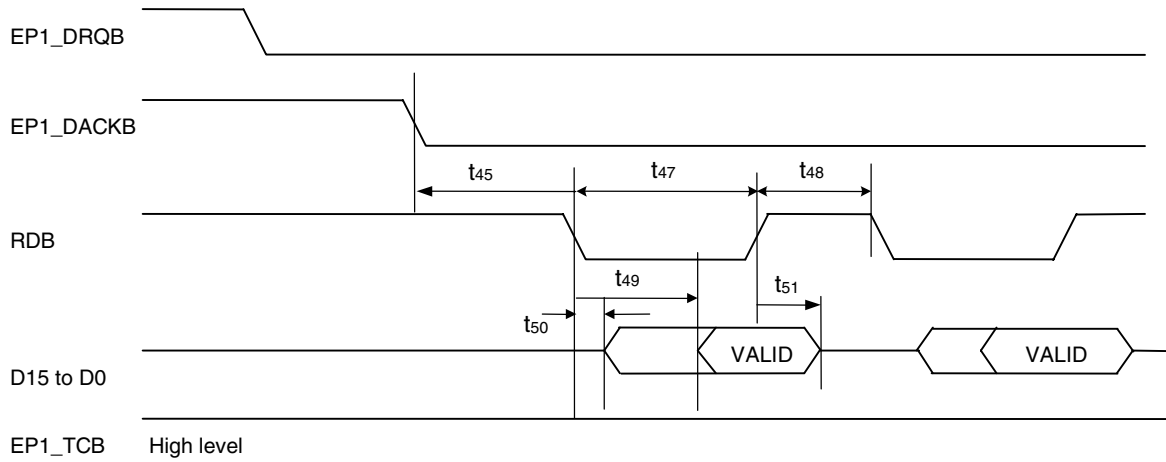 EP1_DRQB
EP1_DACKB
t45 t47 t48
RDB
t49 t51
t50
VALID VALID
D15 to D0
EP1_TCB High level